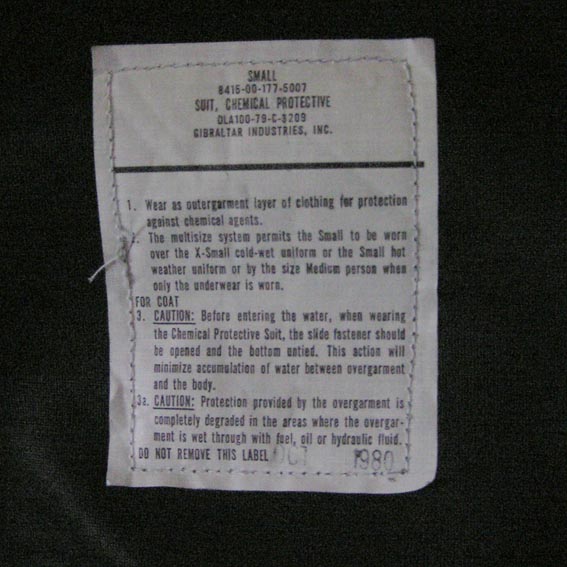 SMALL
8415-00-177-5007
SUIT, CHEMICAL PROTECTIVE
DLA100-79-C-3209
GIBRALTAR INDUSTRIES, INC.
1. Wear as outergarment layer of clothing for protection
against chemical agents.
2. The multisize system permits the Small to be worn
over the X-Small cold-wet uniform or the Small hot
weather uniform or by the size Medium person when
only the underwear is worn.
FOR COAT
3. CAUTION: Before entering the water, when wearing
the Chemical Protective Suit, the slide fastener should
be opened and the bottom untied. This action will
minimize accumulation of water between overgarment
and the body.
3a. CAUTION: Protection provided by the overgarment is
completely degraded in the areas where the overgar-
ment is wet through with fuel, oil or hydraulic fluid.
DO NOT REMOVE THIS LABEL OCT 1980